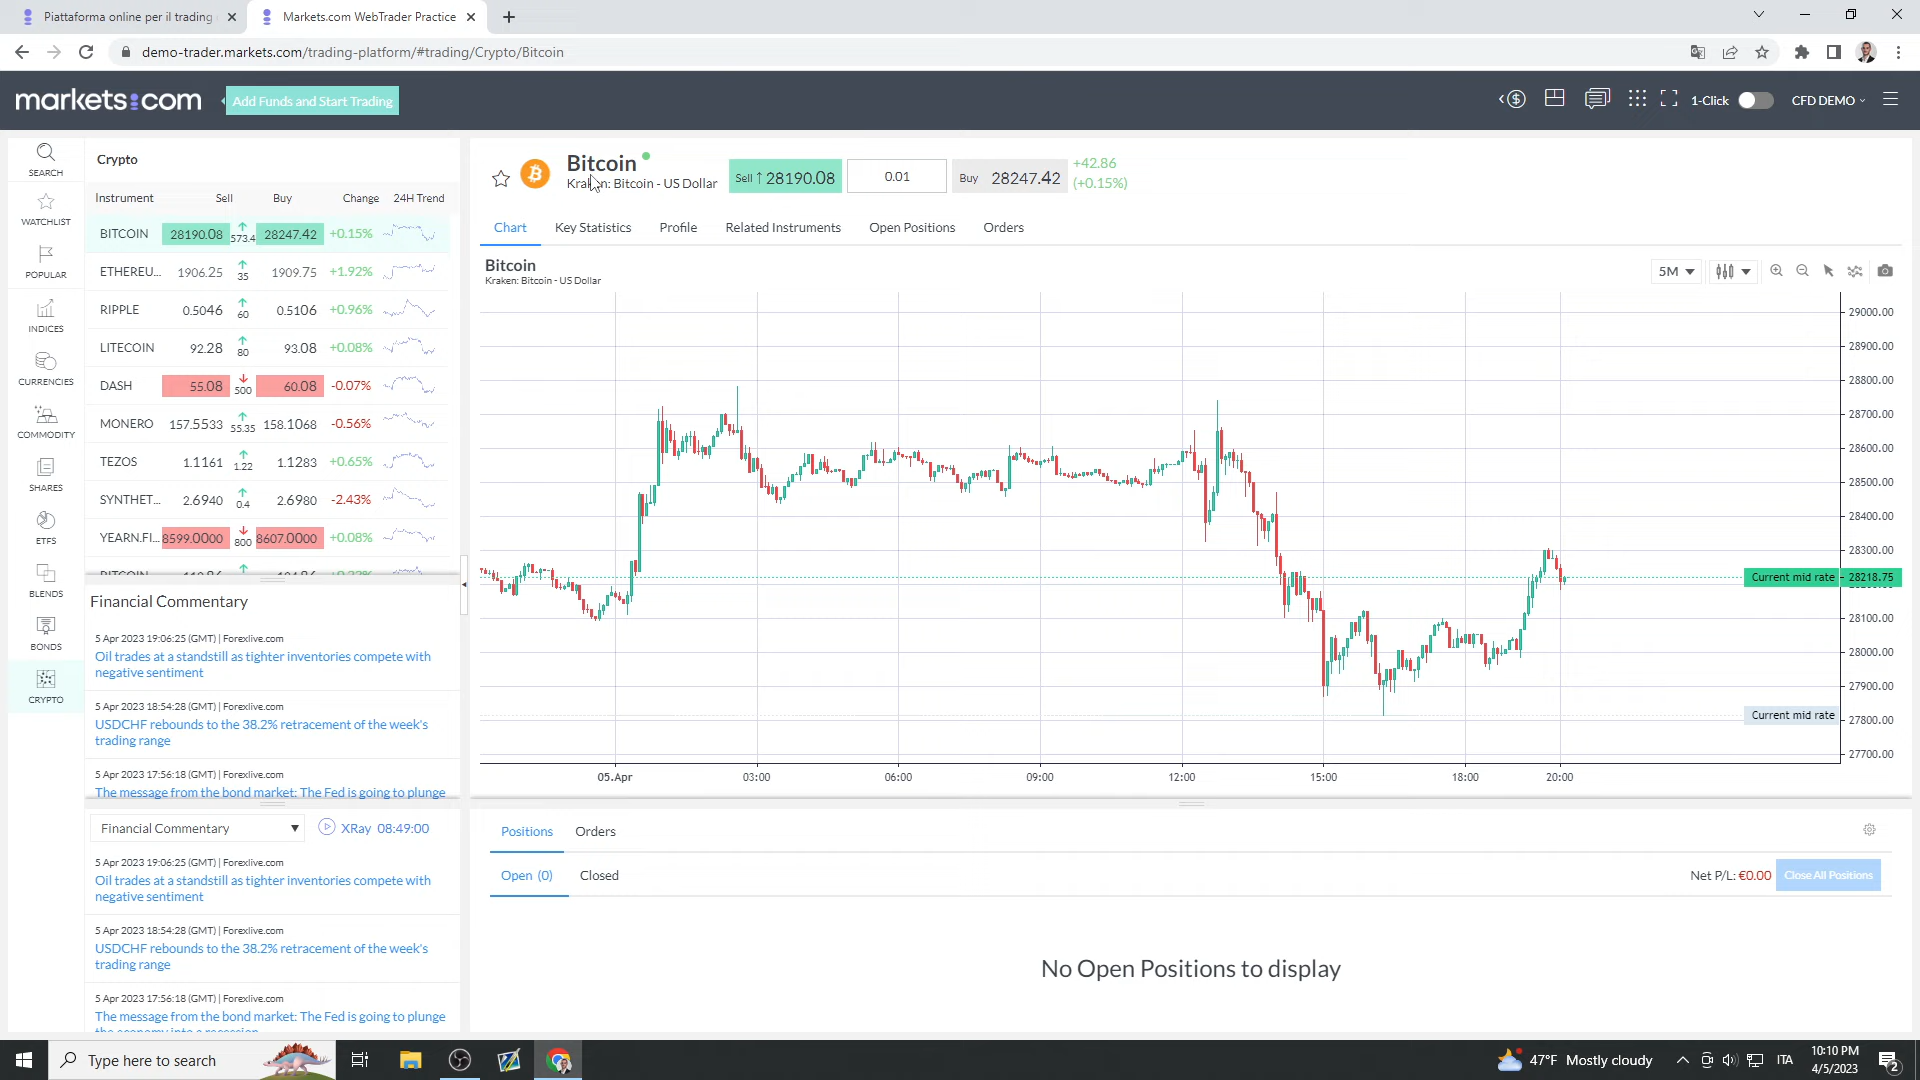 Piattaforma online per il trading
Markets.com WebTrader Practice
demo-trader.markets.com/trading-platform/#trading/Crypto/Bitcoin
markets:com
Add Funds and Start Trading
1-Click
CFD DEMO
SEARCH
WATCHLIST
POPULAR
INDICES
CURRENCIES
COMMODITY
SHARES
ETFS
BLENDS
BONDS
CRYPTO
Crypto
Instrument Sell Buy Change 24H Trend
BITCOIN 28190.08 573.4 28247.42 +0.15%
ETHEREU... 1906.25 35 1909.75 +1.92%
RIPPLE 0.5046 60 0.5106 +0.96%
LITECOIN 92.28 80 93.08 +0.08%
DASH 55.08 500 60.08 -0.07%
MONERO 157.5533 55.35 158.1068 -0.56%
TEZOS 1.1161 1.22 1.1283 +0.65%
SYNTHET... 2.6940 0.4 2.6980 -2.43%
YEARN.FI... 8599.0000 800 8607.0000 +0.08%
Financial Commentary
5 Apr 2023 19:06:25 (GMT) | Forexlive.com
Oil trades at a standstill as tighter inventories compete with
negative sentiment
5 Apr 2023 18:54:28 (GMT) | Forexlive.com
USDCHF rebounds to the 38.2% retracement of the week's
trading range
5 Apr 2023 17:56:18 (GMT) | Forexlive.com
The message from the bond market: The Fed is going to plunge
Financial Commentary
XRay 08:49:00
5 Apr 2023 19:06:25 (GMT) | Forexlive.com
Oil trades at a standstill as tighter inventories compete with
negative sentiment
5 Apr 2023 18:54:28 (GMT) | Forexlive.com
USDCHF rebounds to the 38.2% retracement of the week's
trading range
5 Apr 2023 17:56:18 (GMT) | Forexlive.com
The message from the bond market: The Fed is going to plunge
Bitcoin
Kraken: Bitcoin - US Dollar
Sell 28190.08
0.01
Buy 28247.42
+42.86
(+0.15%)
Chart Key Statistics Profile Related Instruments Open Positions Orders
Bitcoin
Kraken: Bitcoin - US Dollar
5M
29000.00
28900.00
28800.00
28700.00
28600.00
28500.00
28400.00
28300.00
Current mid rate 28218.75
28100.00
28000.00
27900.00
Current mid rate
27800.00
27700.00
05.Apr 03:00 06:00 09:00 12:00 15:00 18:00 20:00
Positions Orders
Open (0) Closed
Net P/L: €0.00
Close All Positions
No Open Positions to display
Type here to search
47°F Mostly cloudy
ITA
10:10 PM
4/5/2023
2